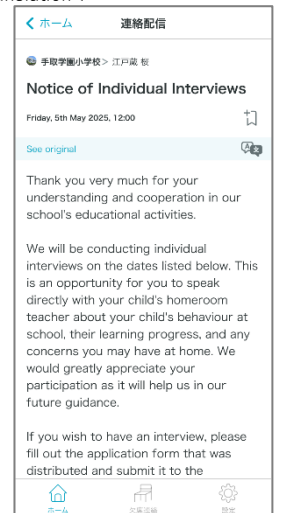 ホーム
連絡配信
手取学園小学校> 江戸蔵 桜
Notice of Individual Interviews
Friday, 5th May 2025, 12:00
See original
Thank you very much for your
understanding and cooperation in our
school's educational activities.
We will be conducting individual
interviews on the dates listed below. This
is an opportunity for you to speak
directly with your child's homeroom
teacher about your child's behaviour at
school, their learning progress, and any
concerns you may have at home. We
would greatly appreciate your
participation as it will help us in our
future guidance.
If you wish to have an interview, please
fill out the application form that was
distributed and submit it to the
ホーム
欠席連絡
設定